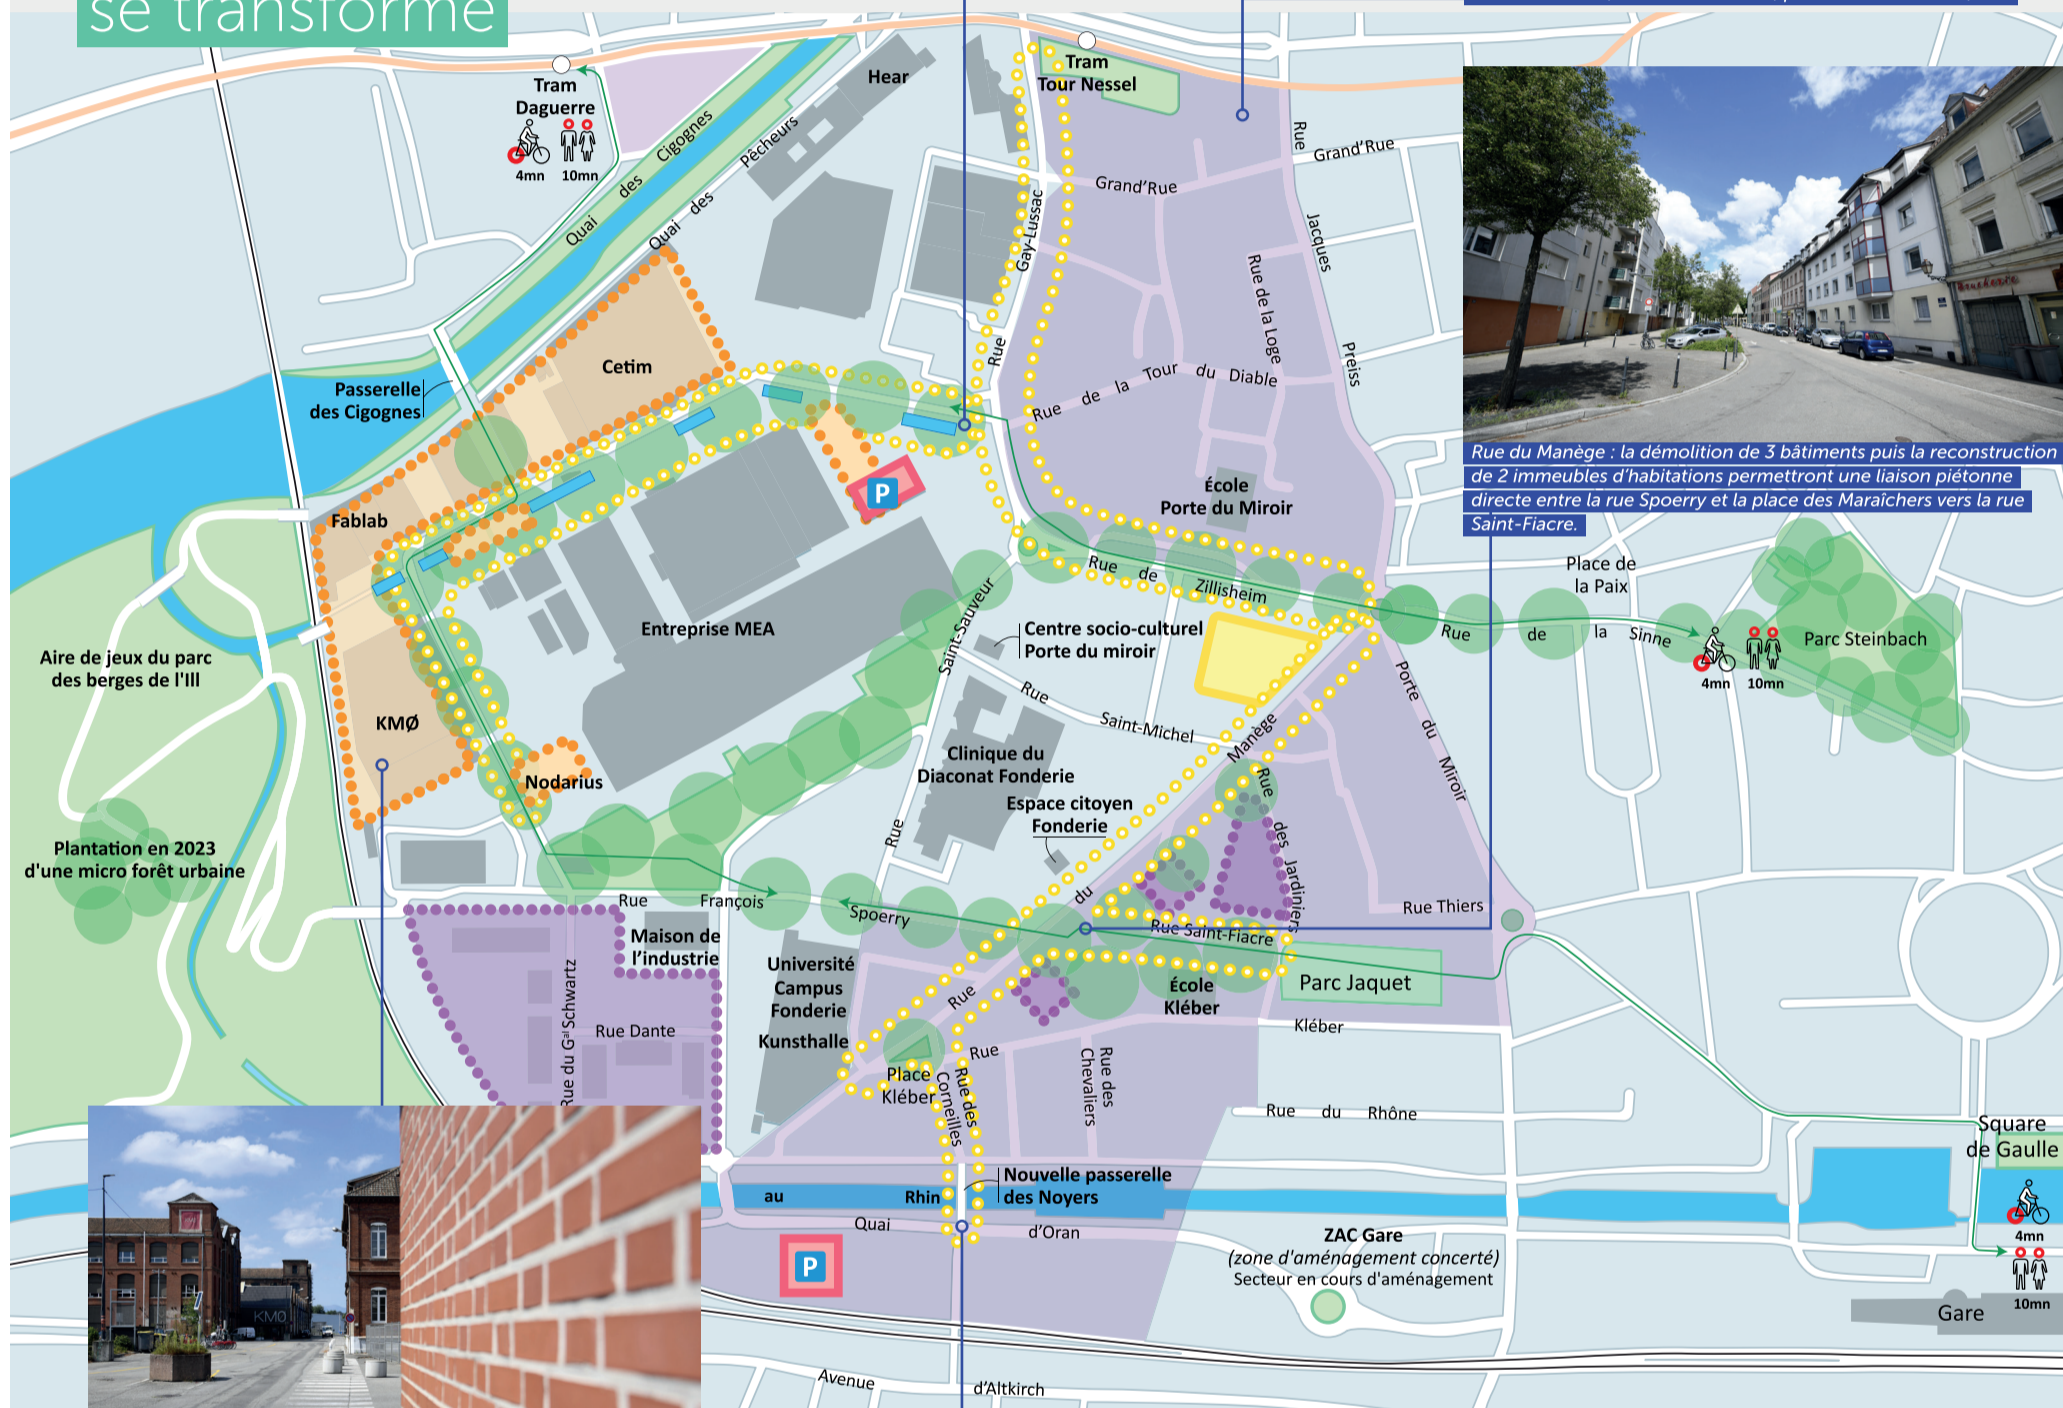 se transforme
Hear
Tram
Tour Nessel
Tram
Daguerre
4mn
10mn
Quai des Cigognes
Quai des Pêcheurs
Rue Gay-Lussac
Grand'Rue
Rue Jacques Preiss
Grand'Rue
Rue de la Loge
Rue de la Tour du Diable
Cetim
Passerelle
des Cigognes
P
École
Porte du Miroir
Rue du Manège : la démolition de 3 bâtiments puis la reconstruction
de 2 immeubles d'habitations permettront une liaison piétonne
directe entre la rue Spoerry et la place des Maraîchers vers la rue
Saint-Fiacre.
Fablab
Rue de Zillisheim
Place de
la Paix
Rue de la Sinne
Parc Steinbach
4mn
10mn
Entreprise MEA
Rue Saint-Sauveur
Centre socio-culturel
Porte du miroir
Aire de jeux du parc
des berges de l'Ill
KMØ
Rue Saint-Michel
Rue du Manège
Porte du Miroir
Nodarius
Clinique du
Diaconat Fonderie
Espace citoyen
Fonderie
Rue des Jardiniers
Plantation en 2023
d'une micro forêt urbaine
Rue François Spoerry
Rue Thiers
Rue Saint-Fiacre
Maison de
l'industrie
Université
Campus
Fonderie
Kunsthalle
École
Kléber
Parc Jaquet
Rue du Gal Schwartz
Rue Dante
Rue Kléber
Place
Kléber
Rue des
Corneilles
Rue des
Chevaliers
Rue du Rhône
Square
de Gaulle
Nouvelle passerelle
des Noyers
au Rhin
Quai d'Oran
P
ZAC Gare
(zone d'aménagement concerté)
Secteur en cours d'aménagement
4mn
10mn
Gare
KMØ
Avenue d'Altkirch